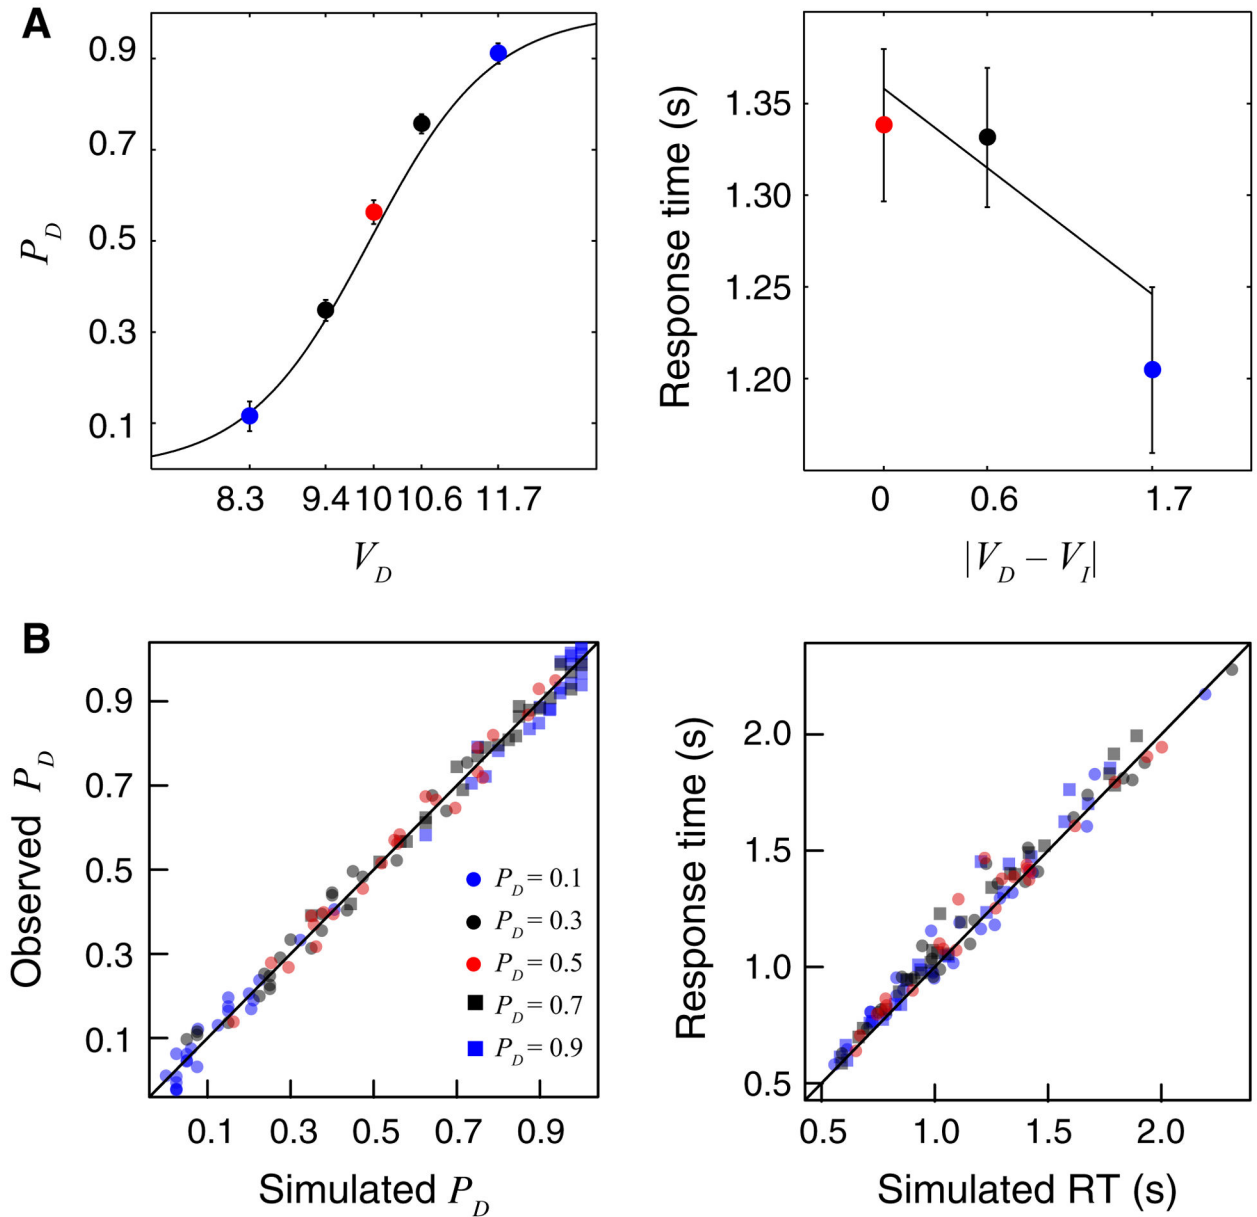 A
0.9
0.7
0.5
0.3
0.1
P_D
8.3 9.4 10 10.6 11.7
V_D
1.35
1.30
1.25
1.20
Response time (s)
0 0.6 1.7
|V_D − V_I|
B
0.9
0.7
0.5
0.3
0.1
Observed P_D
P_D = 0.1
P_D = 0.3
P_D = 0.5
P_D = 0.7
P_D = 0.9
0.1 0.3 0.5 0.7 0.9
Simulated P_D
2.0
1.5
1.0
0.5
Response time (s)
0.5 1.0 1.5 2.0
Simulated RT (s)